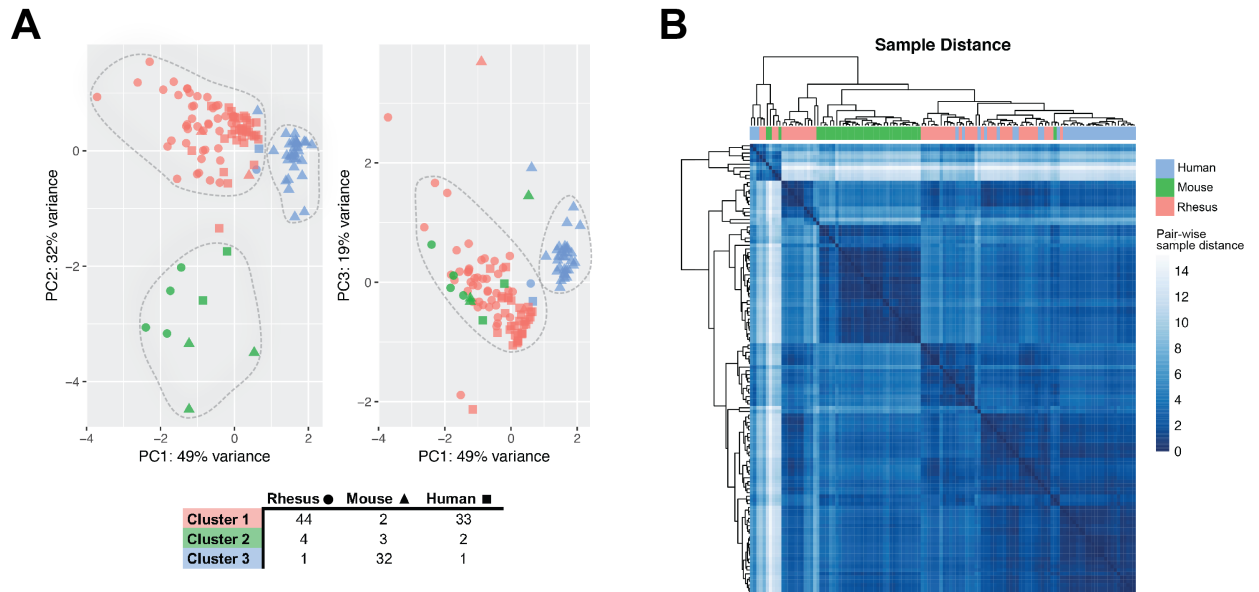 A
B
0
−2
−4
PC2: 32% variance
−4
−2
0
2
PC1: 49% variance
2
0
−2
PC3: 19% variance
−4
−2
0
2
PC1: 49% variance
Rhesus Mouse Human
Cluster 1 44 2 33
Cluster 2 4 3 2
Cluster 3 1 32 1
Sample Distance
Human
Mouse
Rhesus
Pair-wise
sample distance
14
12
10
8
6
4
2
0